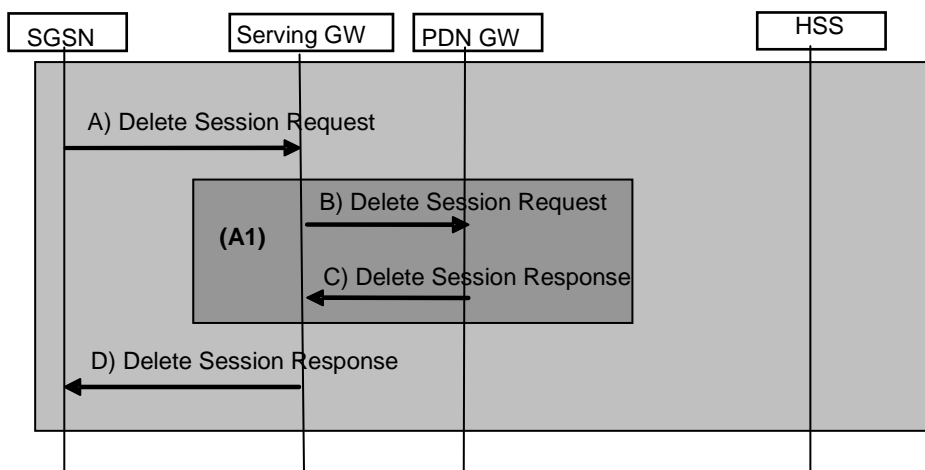 SGSN
Serving GW
PDN GW
HSS
A) Delete Session Request
B) Delete Session Request
(A1)
C) Delete Session Response
D) Delete Session Response